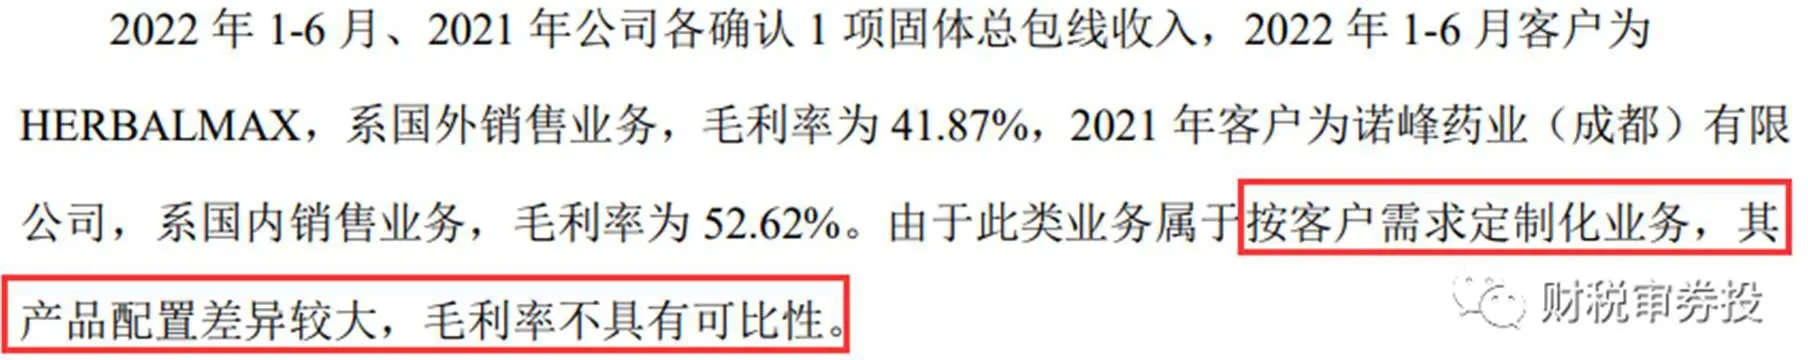 2022 年 1-6 月、2021 年公司各确认 1 项固体总包线收入，2022 年 1-6 月客户为
HERBALMAX，系国外销售业务，毛利率为 41.87%，2021 年客户为诺峰药业（成都）有限
公司，系国内销售业务，毛利率为 52.62%。由于此类业务属于按客户需求定制化业务，其
产品配置差异较大，毛利率不具有可比性。
财税审券投